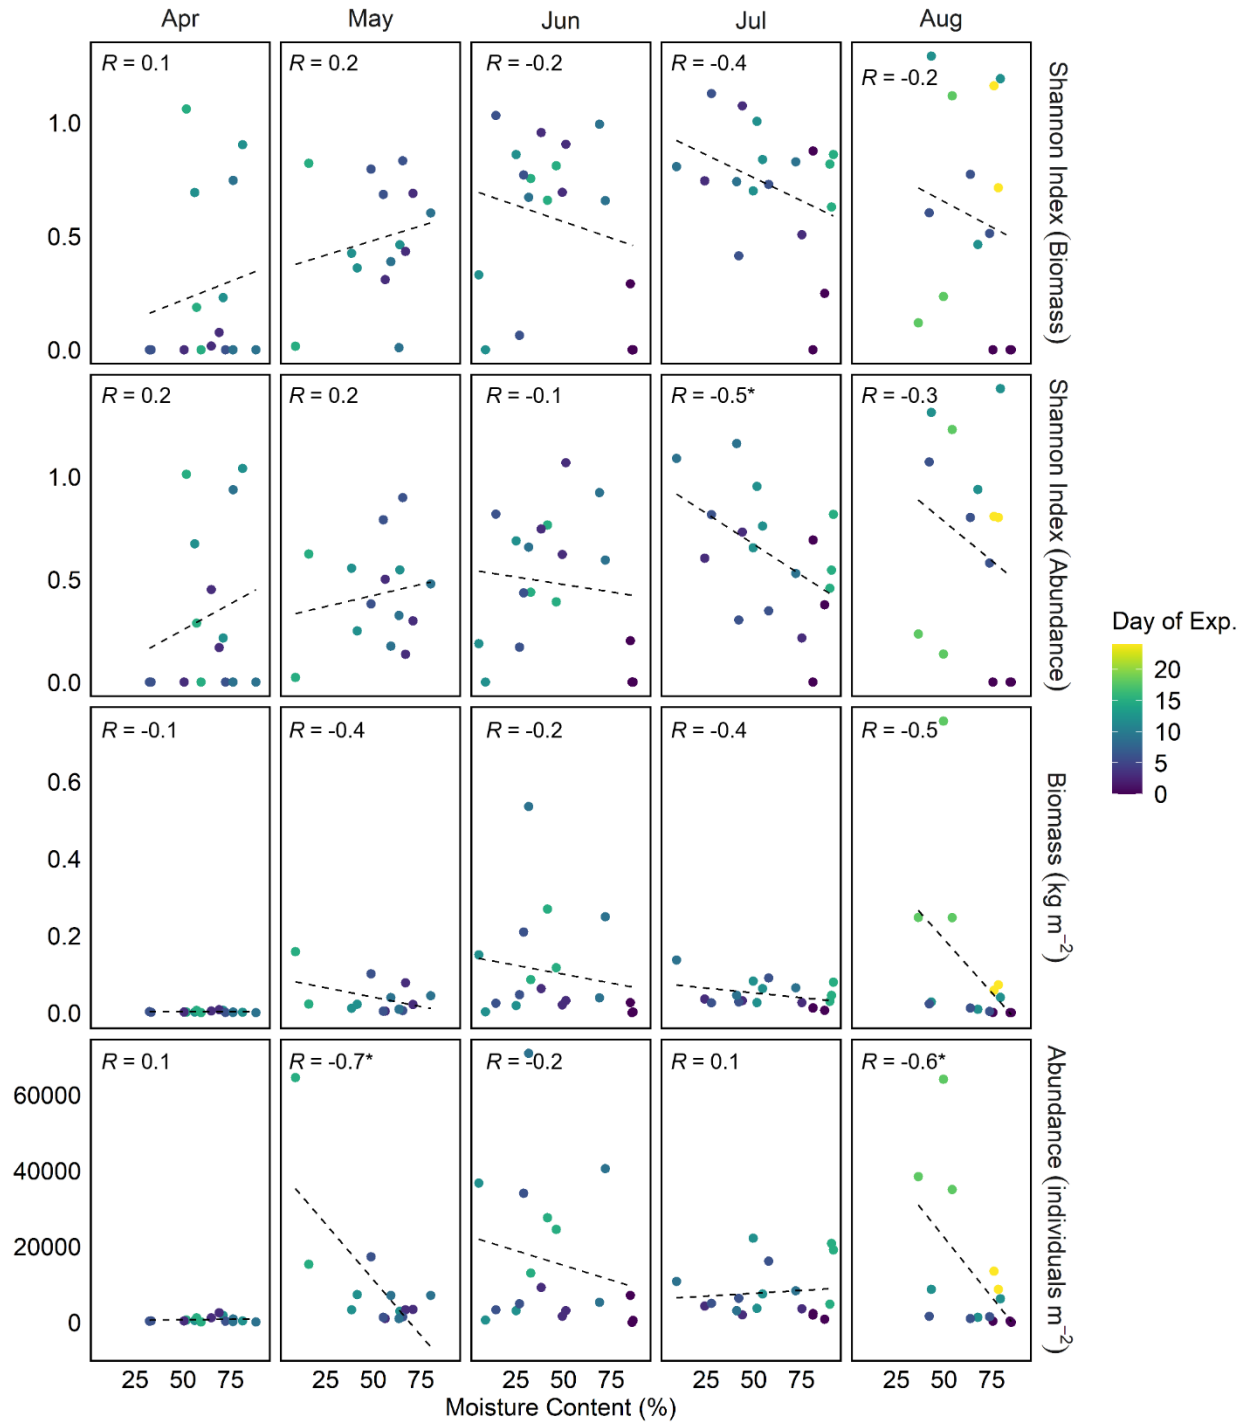 Apr May Jun Jul Aug
R = 0.1 R = 0.2 R = -0.2 R = -0.4 R = -0.2
1.0
0.5
0.0
Shannon Index (Biomass)
R = 0.2 R = 0.2 R = -0.1 R = -0.5* R = -0.3
1.0
0.5
0.0
Shannon Index (Abundance)
Day of Exp.
20
15
10
5
0
R = -0.1 R = -0.4 R = -0.2 R = -0.4 R = -0.5
0.6
0.4
0.2
0.0
Biomass (kg m⁻²)
R = 0.1 R = -0.7* R = -0.2 R = 0.1 R = -0.6*
60000
40000
20000
0
Abundance (individuals m⁻²)
25 50 75 25 50 75 25 50 75 25 50 75 25 50 75
Moisture Content (%)